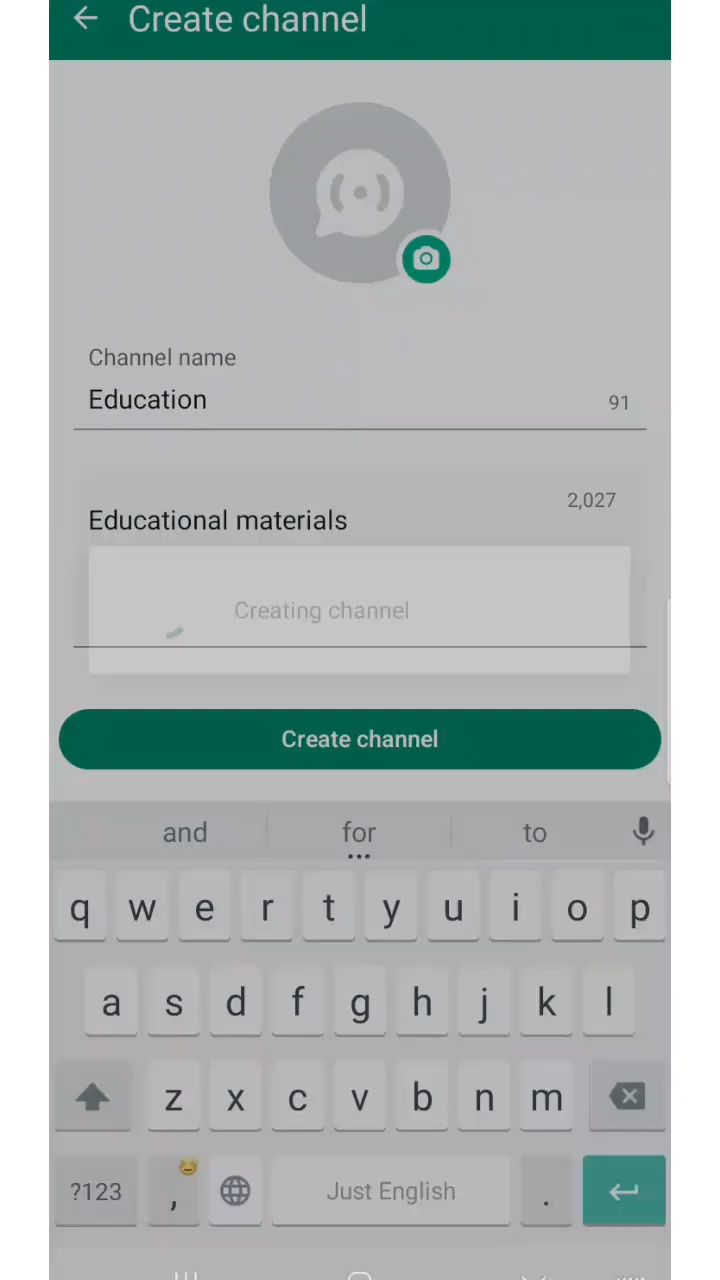 Create channel
Channel name
Education 91
2,027
Educational materials
Creating channel
Create channel
and for to
q w e r t y u i o p
a s d f g h j k l
z x c v b n m
?123 , Just English .